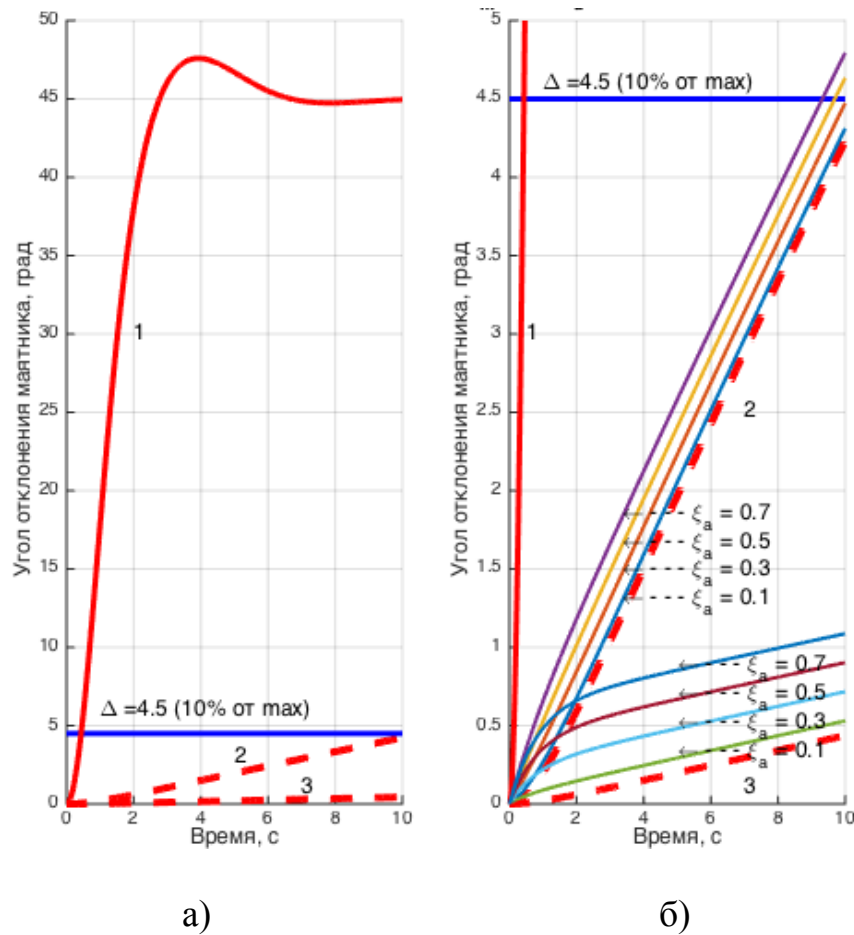 50
45
40
35
30
25
20
15
10
5
0
Угол отклонения маятника, град
1
Δ =4.5 (10% от max)
2
3
0 2 4 6 8 10
Время, с
а)
5
4.5
4
3.5
3
2.5
2
1.5
1
0.5
0
Угол отклонения маятника, град
Δ =4.5 (10% от max)
1
2
ξa = 0.7
ξa = 0.5
ξa = 0.3
ξa = 0.1
ξa = 0.7
ξa = 0.5
ξa = 0.3
ξa = 0.1
3
0 2 4 6 8 10
Время, с
б)